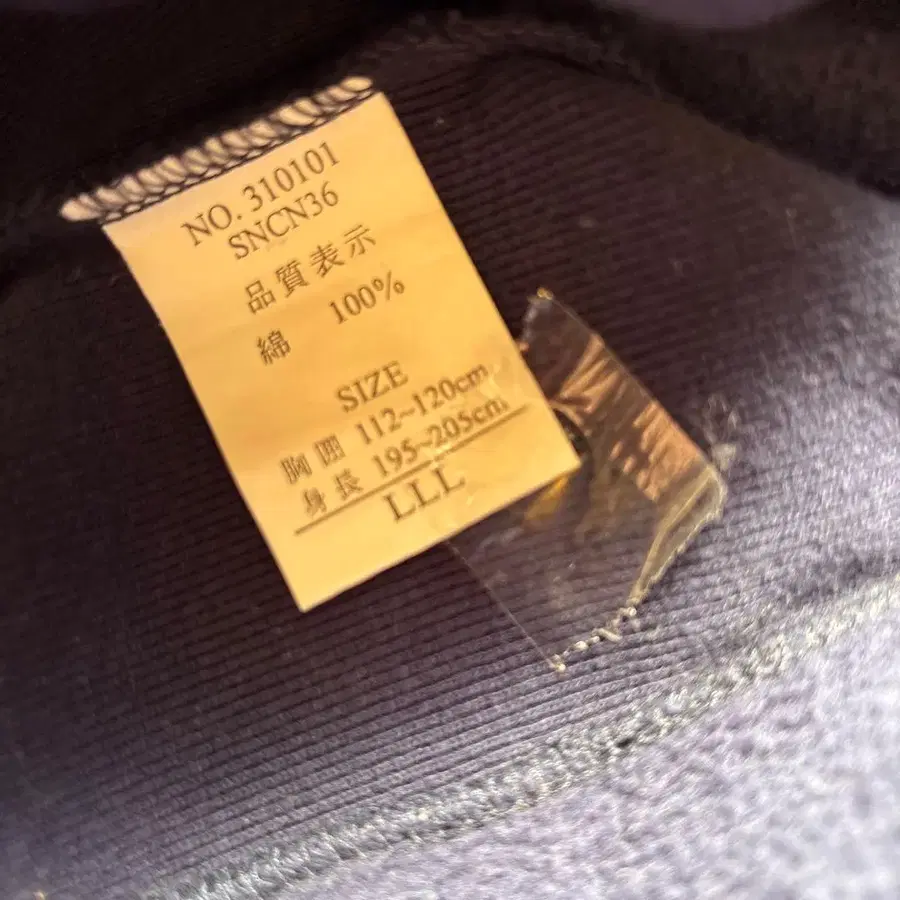 NO. 310101
SNCN36
品質表示
綿 100%
SIZE
胸囲 112~120cm
身長 195~205cm
LLL